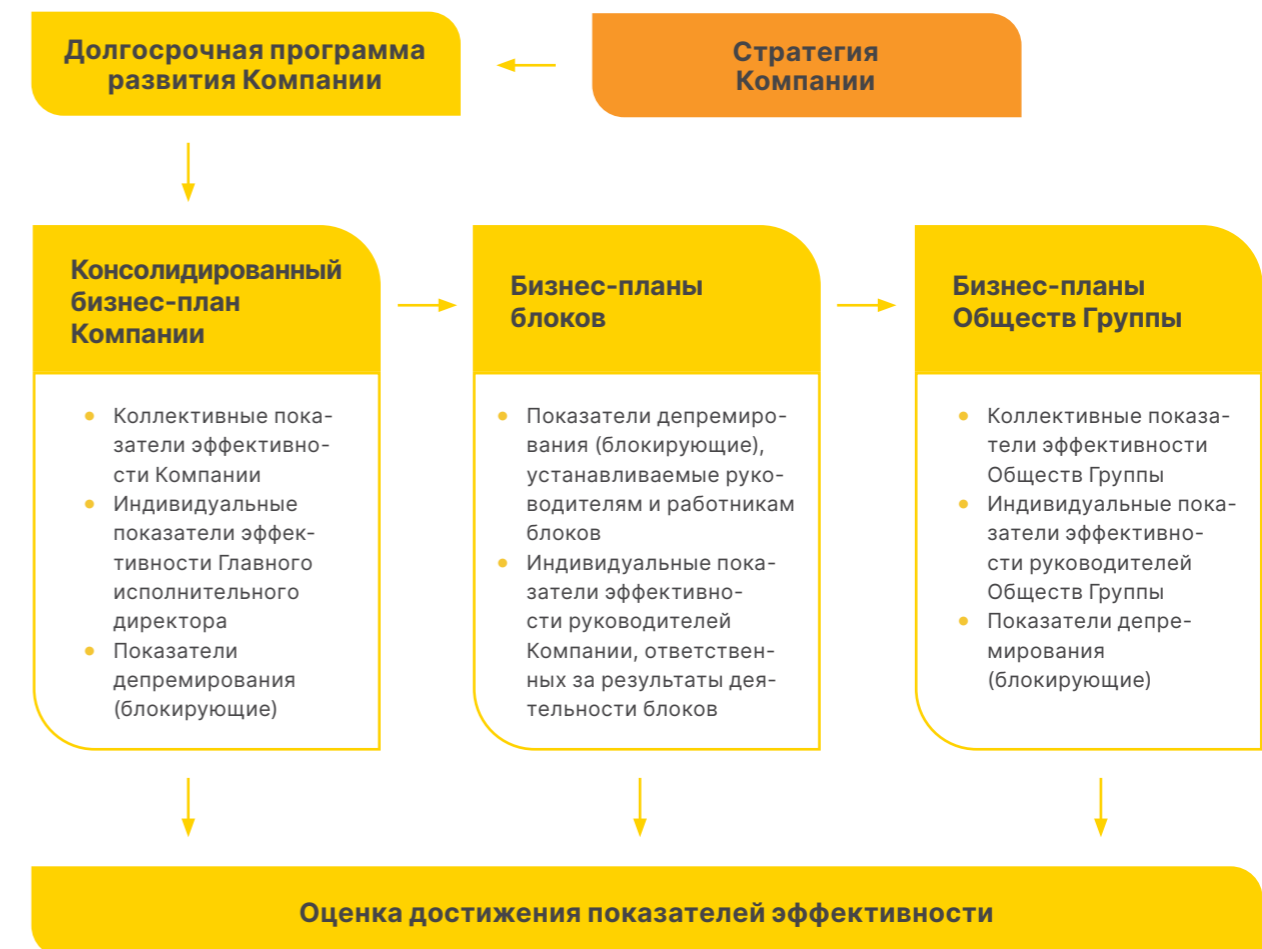 Долгосрочная программа
развития Компании
Стратегия
Компании
Консолидированный
бизнес-план
Компании
• Коллективные пока-
затели эффективно-
сти Компании
• Индивидуальные
показатели эффек-
тивности Главного
исполнительного
директора
• Показатели
депремирования
(блокирующие)
Бизнес-планы
блоков
• Показатели депремиро-
вания (блокирующие),
устанавливаемые руко-
водителям и работникам
блоков
• Индивидуальные пока-
затели эффективно-
сти руководителей
Компании, ответствен-
ных за результаты дея-
тельности блоков
Бизнес-планы
Обществ Группы
• Коллективные показа-
тели эффективности
Обществ Группы
• Индивидуальные пока-
затели эффективно-
сти руководителей
Обществ Группы
• Показатели депре-
мирования
(блокирующие)
Оценка достижения показателей эффективности